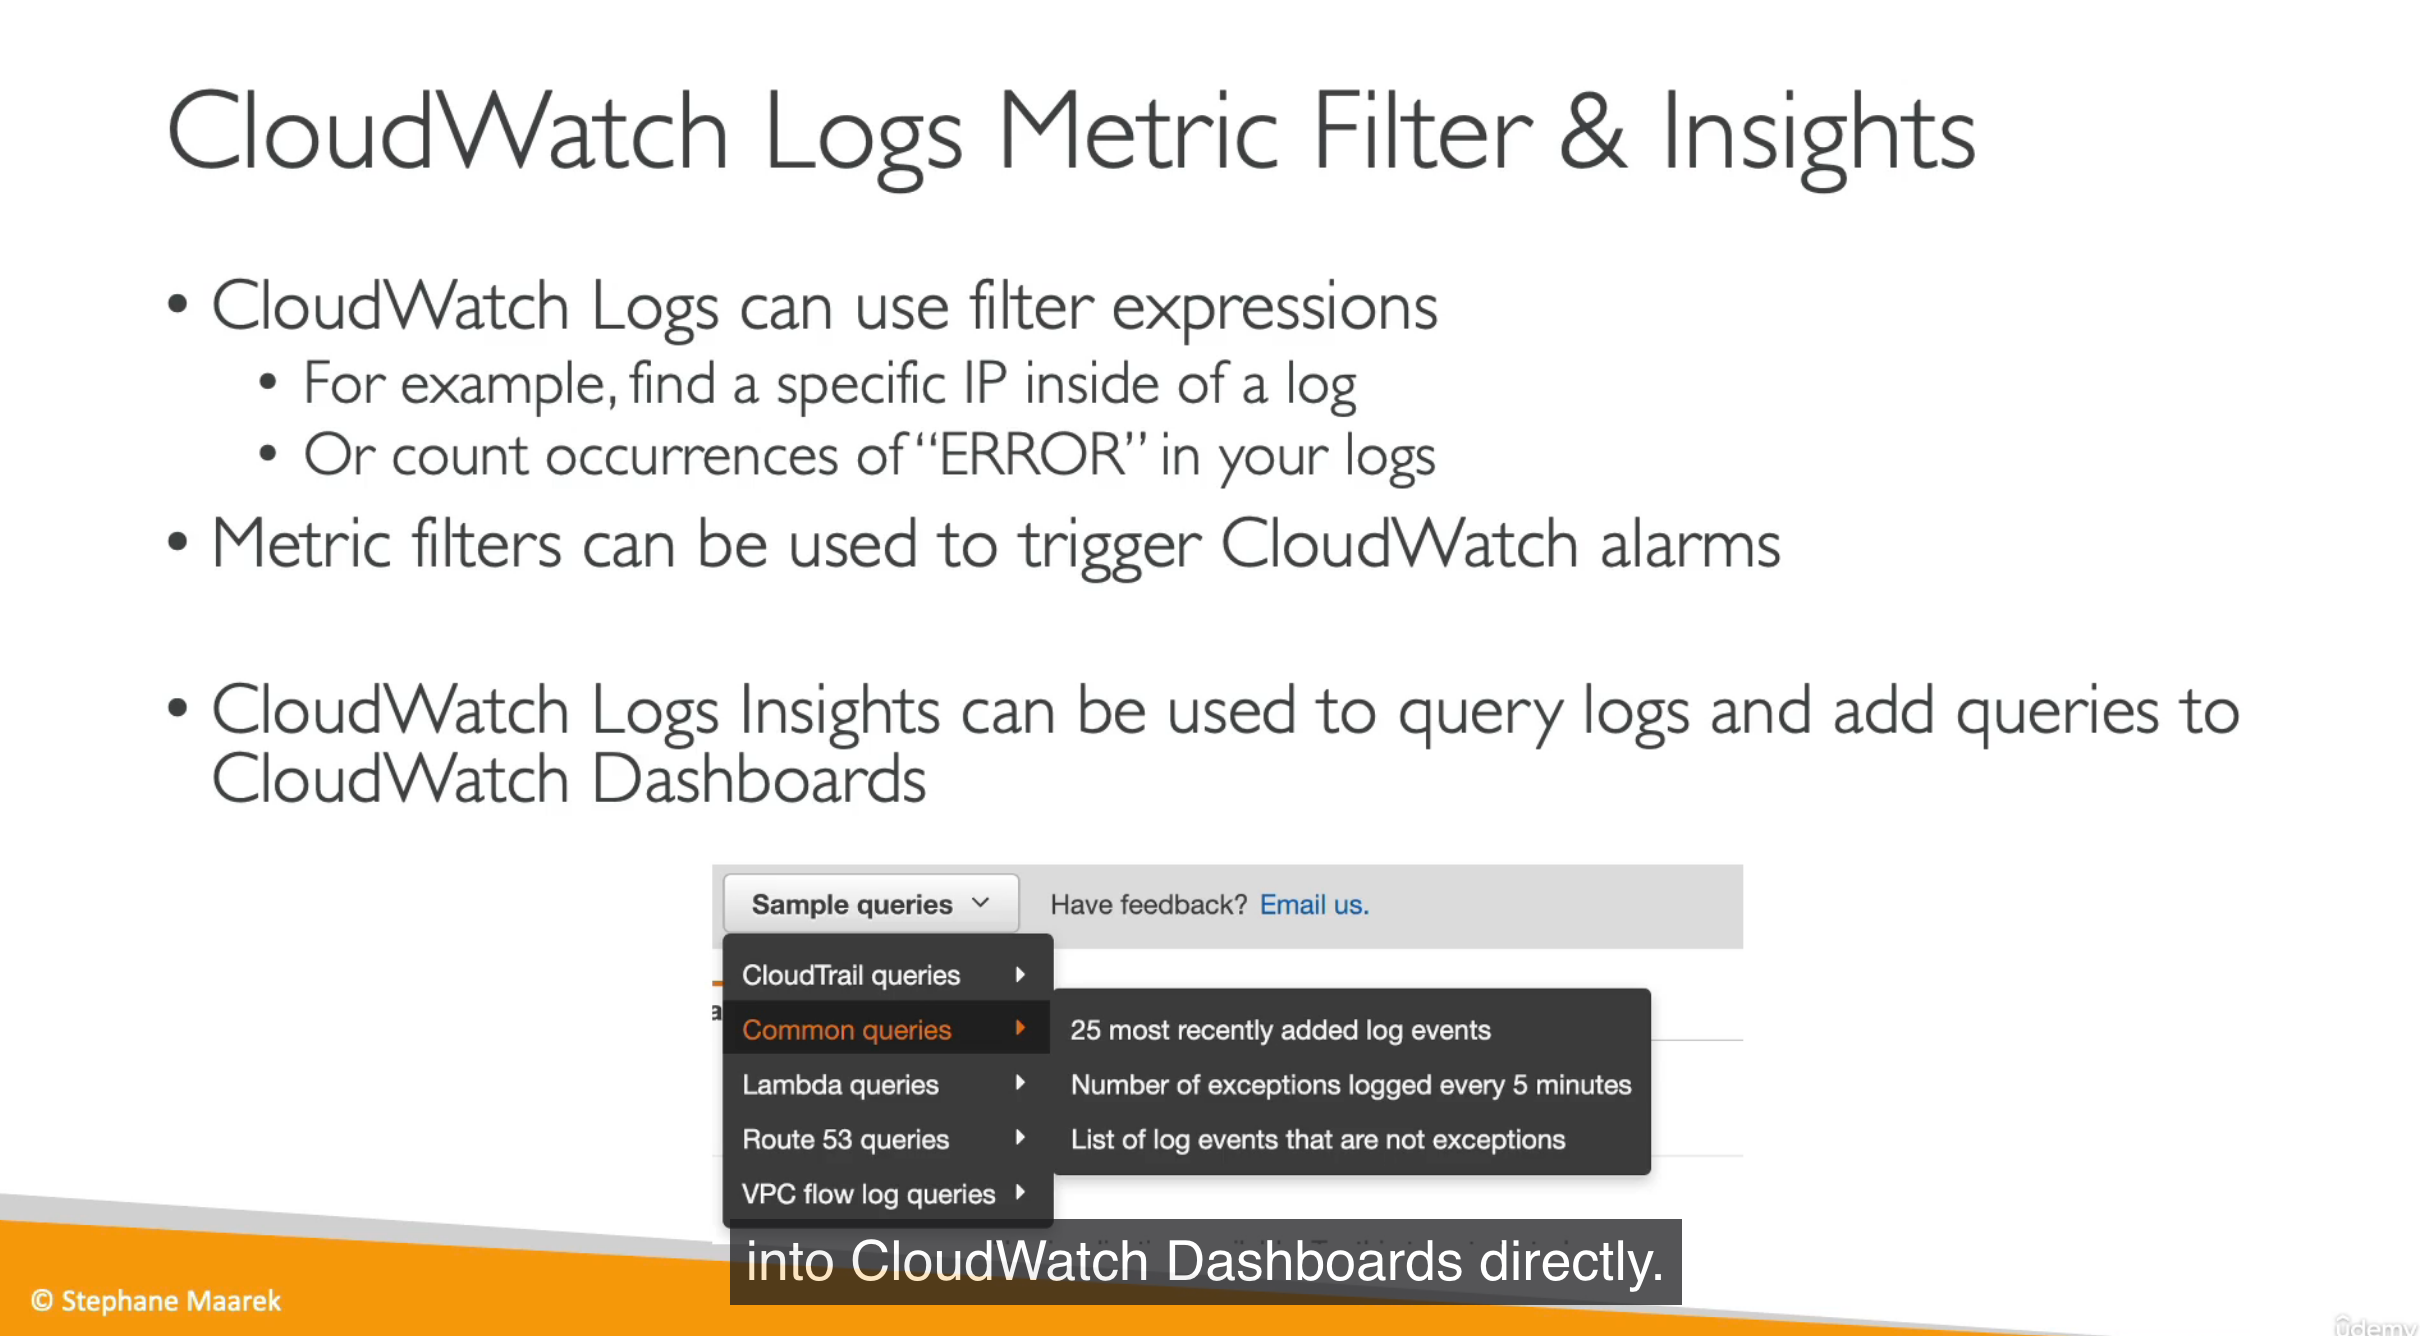 CloudWatch Logs Metric Filter & Insights
• CloudWatch Logs can use filter expressions
• For example, find a specific IP inside of a log
• Or count occurrences of “ERROR” in your logs
• Metric filters can be used to trigger CloudWatch alarms
• CloudWatch Logs Insights can be used to query logs and add queries to
CloudWatch Dashboards
Sample queries Have feedback? Email us.
CloudTrail queries
Common queries
25 most recently added log events
Lambda queries
Number of exceptions logged every 5 minutes
Route 53 queries
List of log events that are not exceptions
VPC flow log queries
into CloudWatch Dashboards directly.
© Stephane Maarek
ûdemy